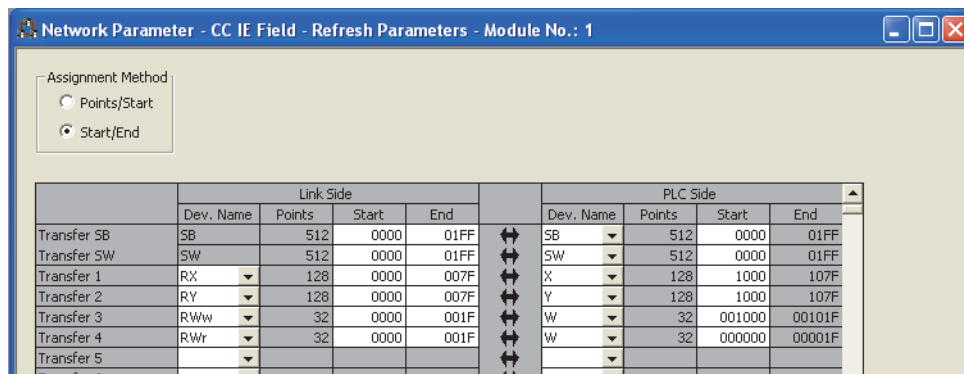 Network Parameter - CC IE Field - Refresh Parameters - Module No.: 1
Assignment Method
Points/Start
Start/End
Link Side PLC Side
Dev. Name Points Start End Dev. Name Points Start End
Transfer SB SB 512 0000 01FF SB 512 0000 01FF
Transfer SW SW 512 0000 01FF SW 512 0000 01FF
Transfer 1 RX 128 0000 007F X 128 1000 107F
Transfer 2 RY 128 0000 007F Y 128 1000 107F
Transfer 3 RWw 32 0000 001F W 32 001000 00101F
Transfer 4 RWr 32 0000 001F W 32 000000 00001F
Transfer 5